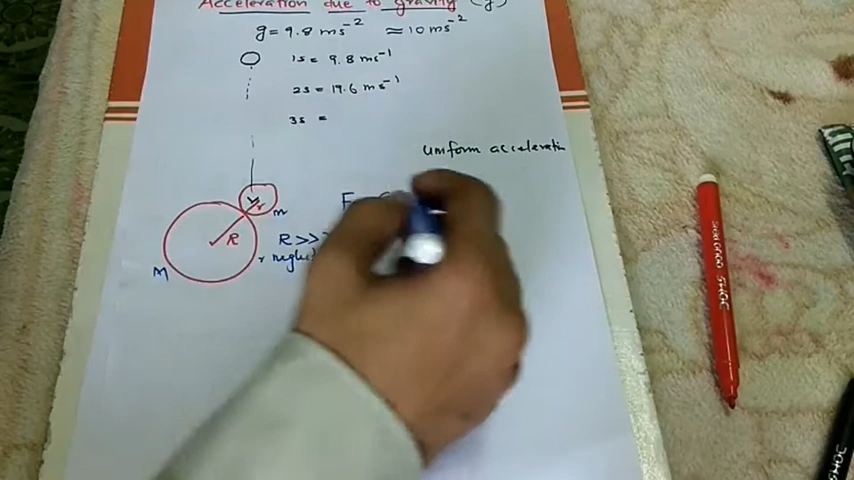 Acceleration due to gravity (g)
g = 9.8 ms⁻² ≈ 10 ms⁻²
1s = 9.8 ms⁻¹
2s = 19.6 ms⁻¹
3s =
uniform acceleration
r
m
F
R
R >>
M
r